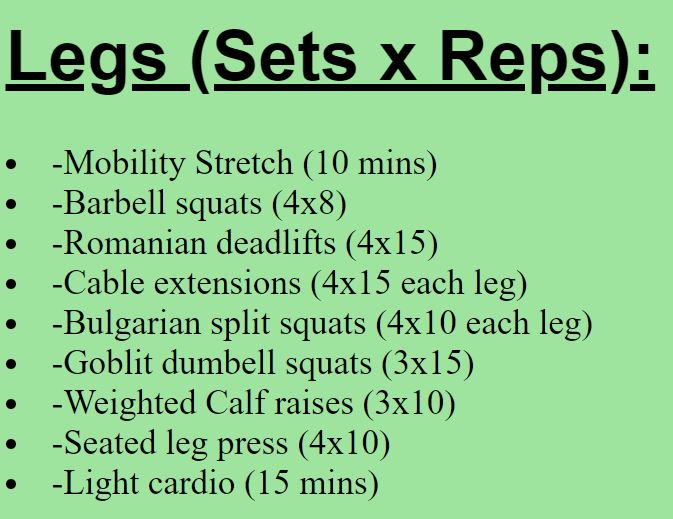 Legs (Sets x Reps):
• -Mobility Stretch (10 mins)
• -Barbell squats (4x8)
• -Romanian deadlifts (4x15)
• -Cable extensions (4x15 each leg)
• -Bulgarian split squats (4x10 each leg)
• -Goblit dumbell squats (3x15)
• -Weighted Calf raises (3x10)
• -Seated leg press (4x10)
• -Light cardio (15 mins)